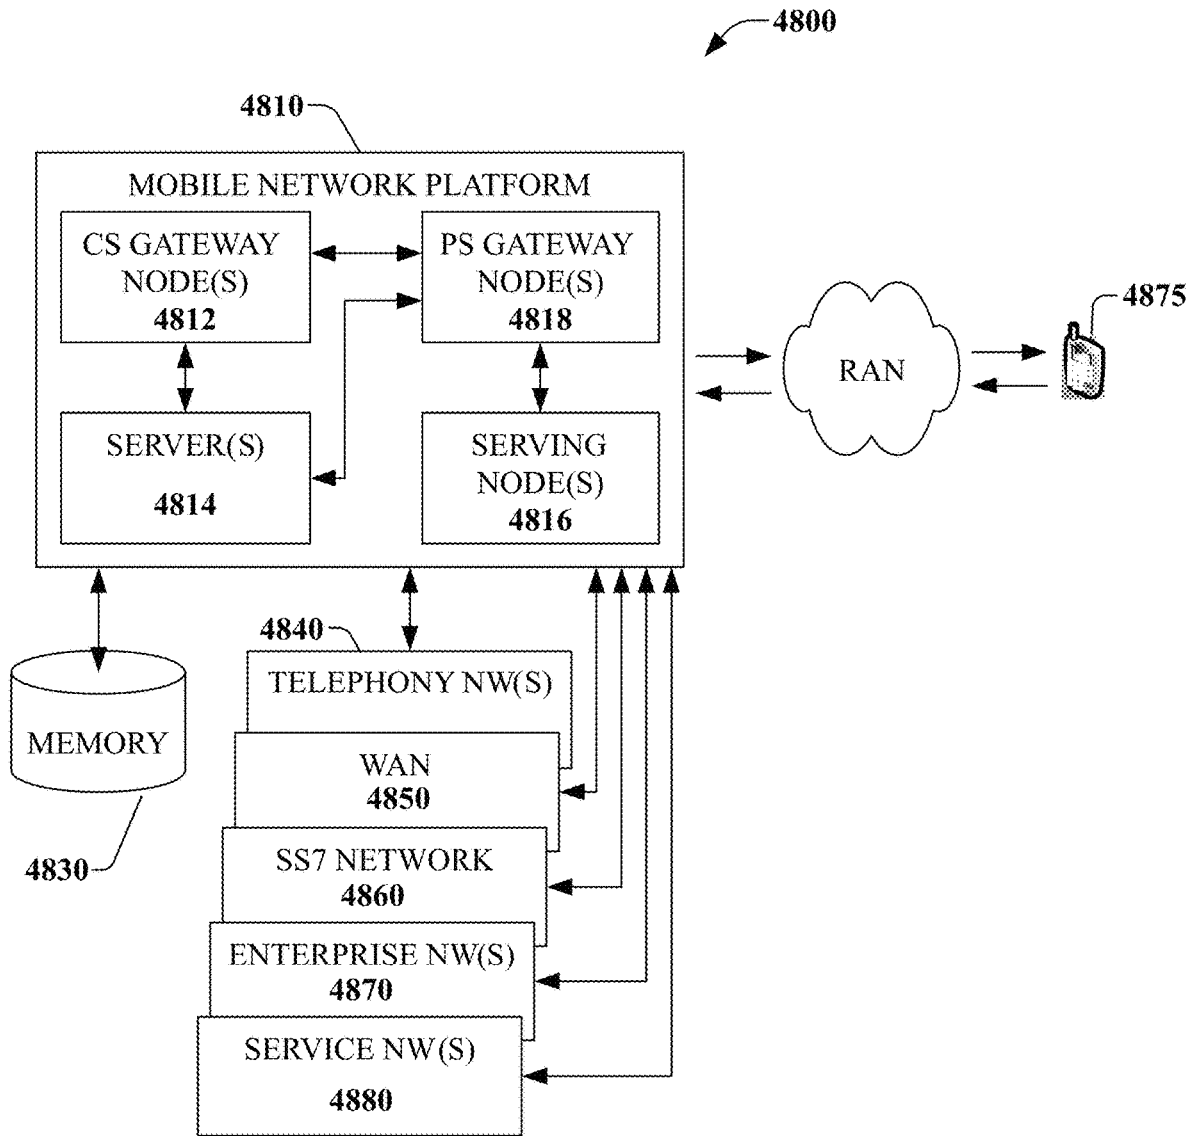 4800
4810
MOBILE NETWORK PLATFORM
CS GATEWAY
NODE(S)
4812
PS GATEWAY
NODE(S)
4818
SERVER(S)
4814
SERVING
NODE(S)
4816
RAN
4875
4840
TELEPHONY NW(S)
MEMORY
4830
WAN
4850
SS7 NETWORK
4860
ENTERPRISE NW(S)
4870
SERVICE NW(S)
4880